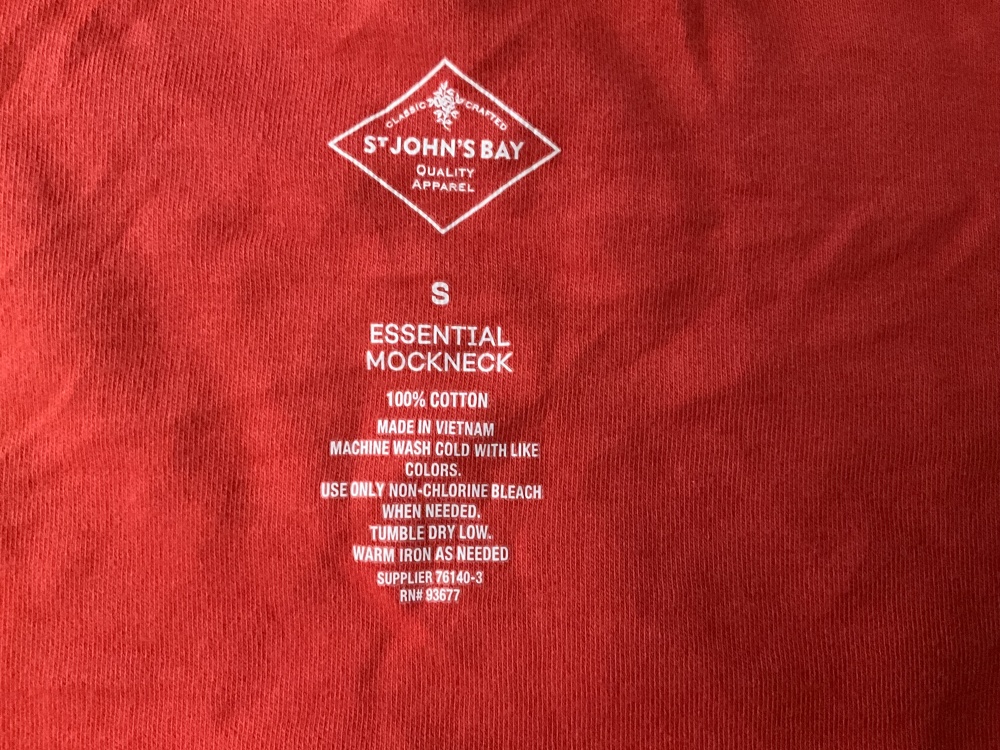 CLASSIC CRAFTED
ST JOHN'S BAY
QUALITY
APPAREL
S
ESSENTIAL
MOCKNECK
100% COTTON
MADE IN VIETNAM
MACHINE WASH COLD WITH LIKE
COLORS.
USE ONLY NON-CHLORINE BLEACH
WHEN NEEDED.
TUMBLE DRY LOW.
WARM IRON AS NEEDED
SUPPLIER 76140-3
RN# 93677